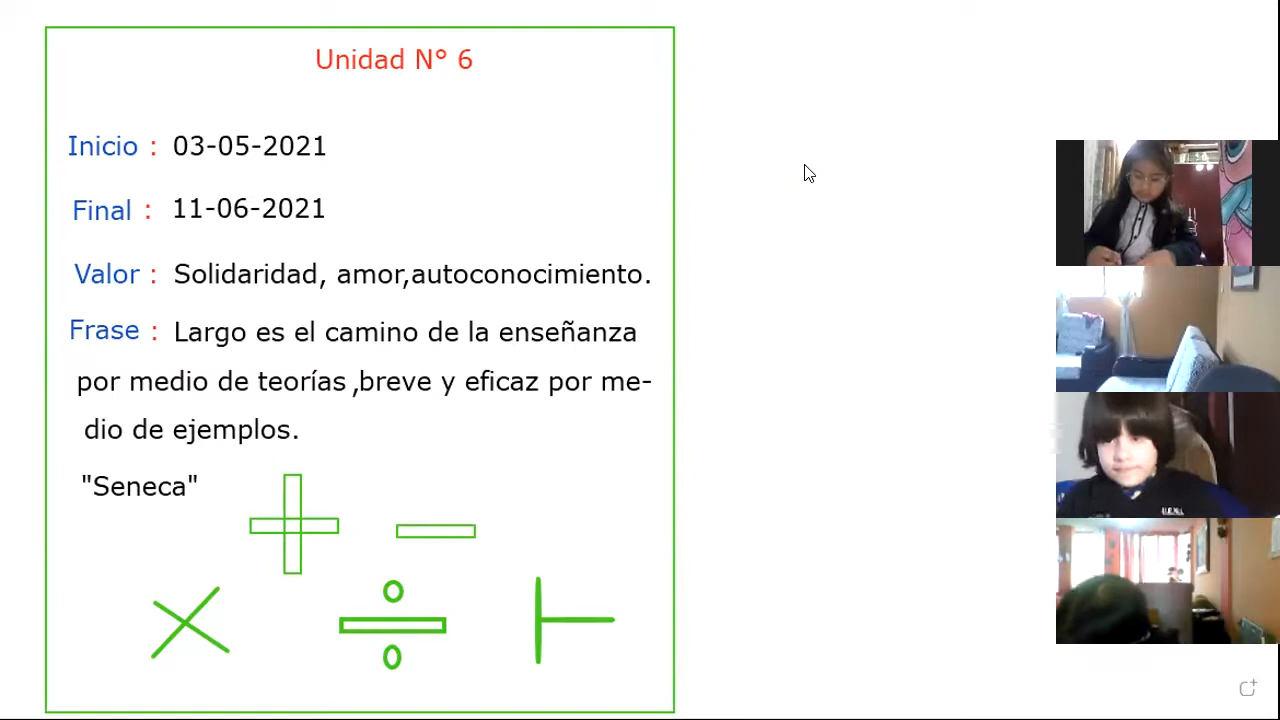 Unidad N° 6
Inicio : 03-05-2021
Final : 11-06-2021
Valor : Solidaridad, amor,autoconocimiento.
Frase : Largo es el camino de la enseñanza
por medio de teorías ,breve y eficaz por me-
dio de ejemplos.
"Seneca"